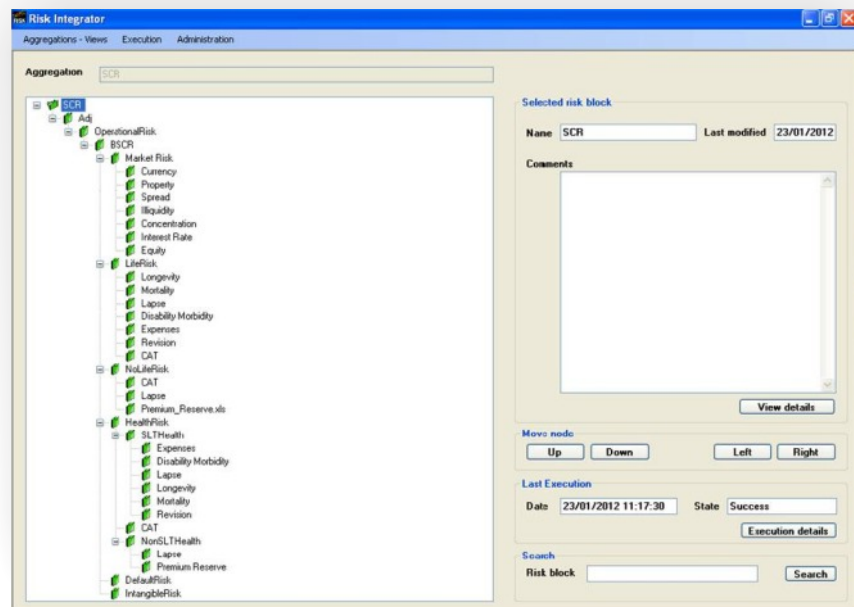 Risk Integrator
Aggregations - Views Execution Administration
Aggregation SCR
SCR
Adj
OperationalRisk
BSCR
Market Risk
Currency
Property
Spread
Illiquidity
Concentration
Interest Rate
Equity
LifeRisk
Longevity
Mortality
Lapse
Disability Morbidity
Expenses
Revision
CAT
NoLifeRisk
CAT
Lapse
Premium_Reserve.xls
HealthRisk
SLTHealth
Expenses
Disability Morbidity
Lapse
Longevity
Mortality
Revision
CAT
NonSLTHealth
Lapse
Premium Reserve
DefaultRisk
IntangibleRisk
Selected risk block
Name SCR Last modified 23/01/2012
Comments
View details
Move node
Up Down Left Right
Last Execution
Date 23/01/2012 11:17:30 State Success
Execution details
Search
Risk block Search